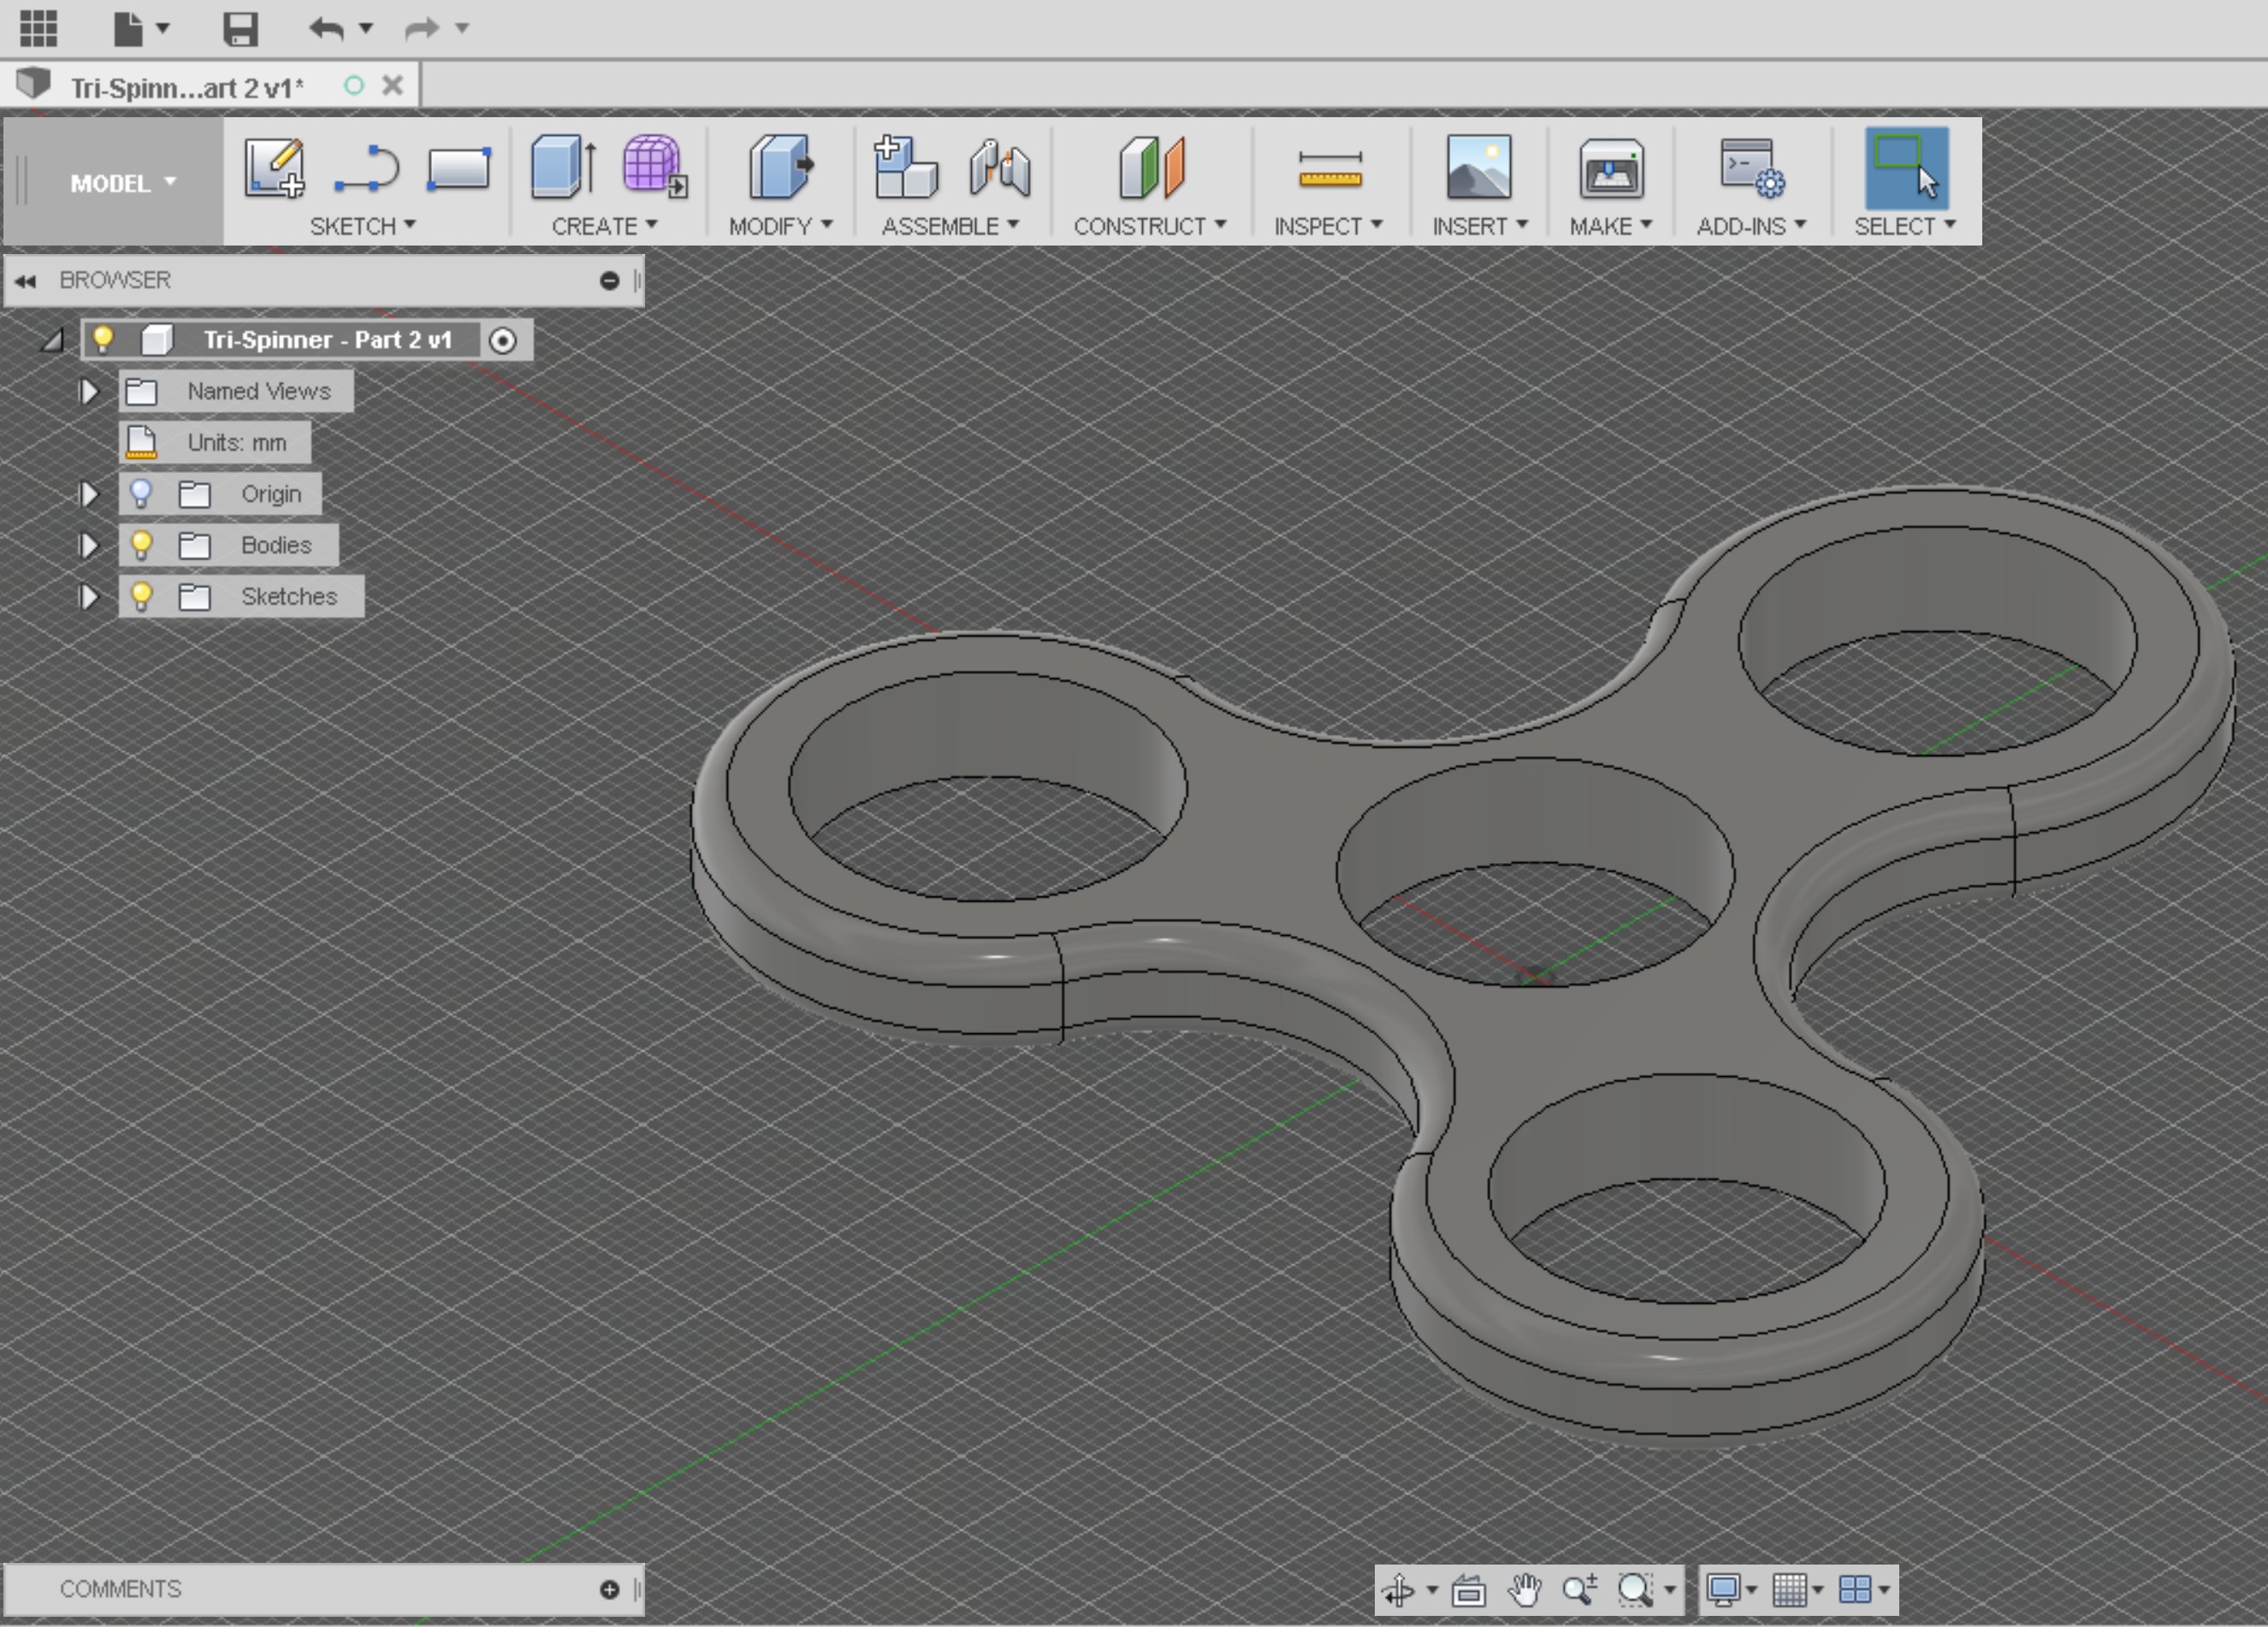 Tri-Spinn...art 2 v1*
MODEL
SKETCH
CREATE
MODIFY
ASSEMBLE
CONSTRUCT
INSPECT
INSERT
MAKE
ADD-INS
SELECT
BROWSER
Tri-Spinner - Part 2 v1
Named Views
Units: mm
Origin
Bodies
Sketches
COMMENTS